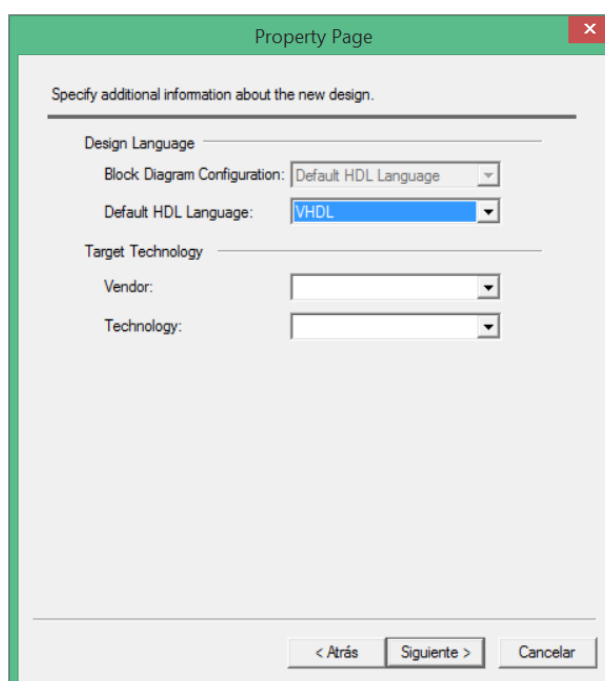 Property Page
Specify additional information about the new design.
Design Language
Block Diagram Configuration: Default HDL Language
Default HDL Language: VHDL
Target Technology
Vendor:
Technology:
< Atrás Siguiente > Cancelar